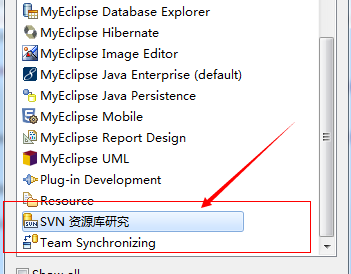 MyEclipse Database Explorer
MyEclipse Hibernate
MyEclipse Image Editor
MyEclipse Java Enterprise (default)
MyEclipse Java Persistence
MyEclipse Mobile
MyEclipse Report Design
MyEclipse UML
Plug-in Development
Resource
SVN 资源库研究
Team Synchronizing
Show all